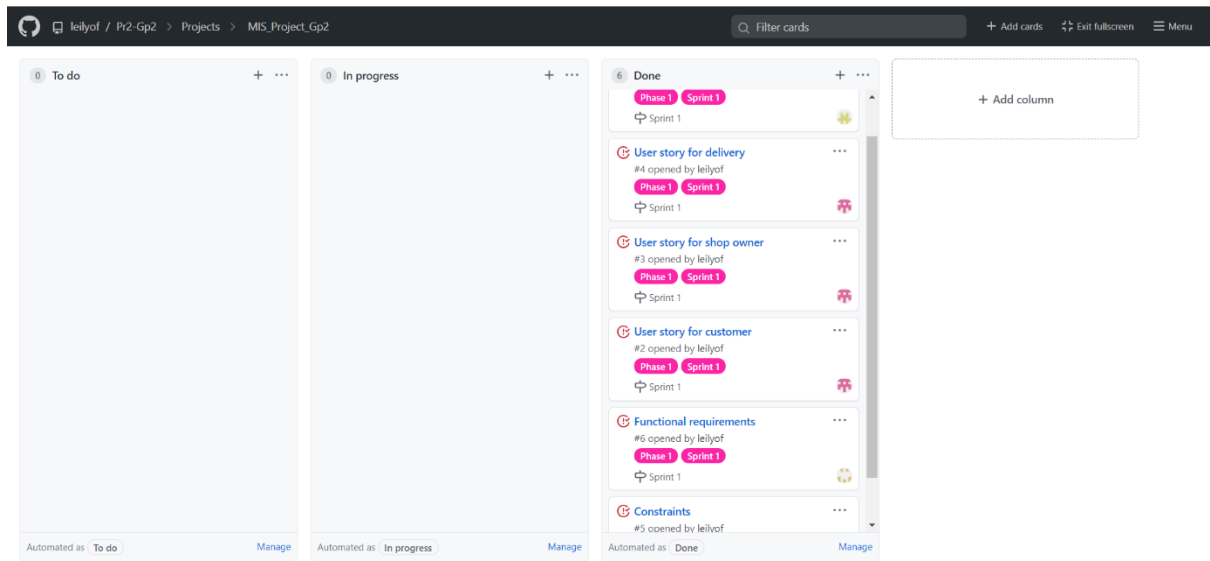 leilyof / Pr2-Gp2 > Projects > MIS_Project_Gp2
Filter cards
+ Add cards
Exit fullscreen
Menu
0 To do
Automated as To do
Manage
0 In progress
Automated as In progress
Manage
6 Done
Phase 1 Sprint 1
Sprint 1
User story for delivery
#4 opened by leilyof
Phase 1 Sprint 1
Sprint 1
User story for shop owner
#3 opened by leilyof
Phase 1 Sprint 1
Sprint 1
User story for customer
#2 opened by leilyof
Phase 1 Sprint 1
Sprint 1
Functional requirements
#6 opened by leilyof
Phase 1 Sprint 1
Sprint 1
Constraints
#5 opened by leilyof
Automated as Done
Manage
+ Add column